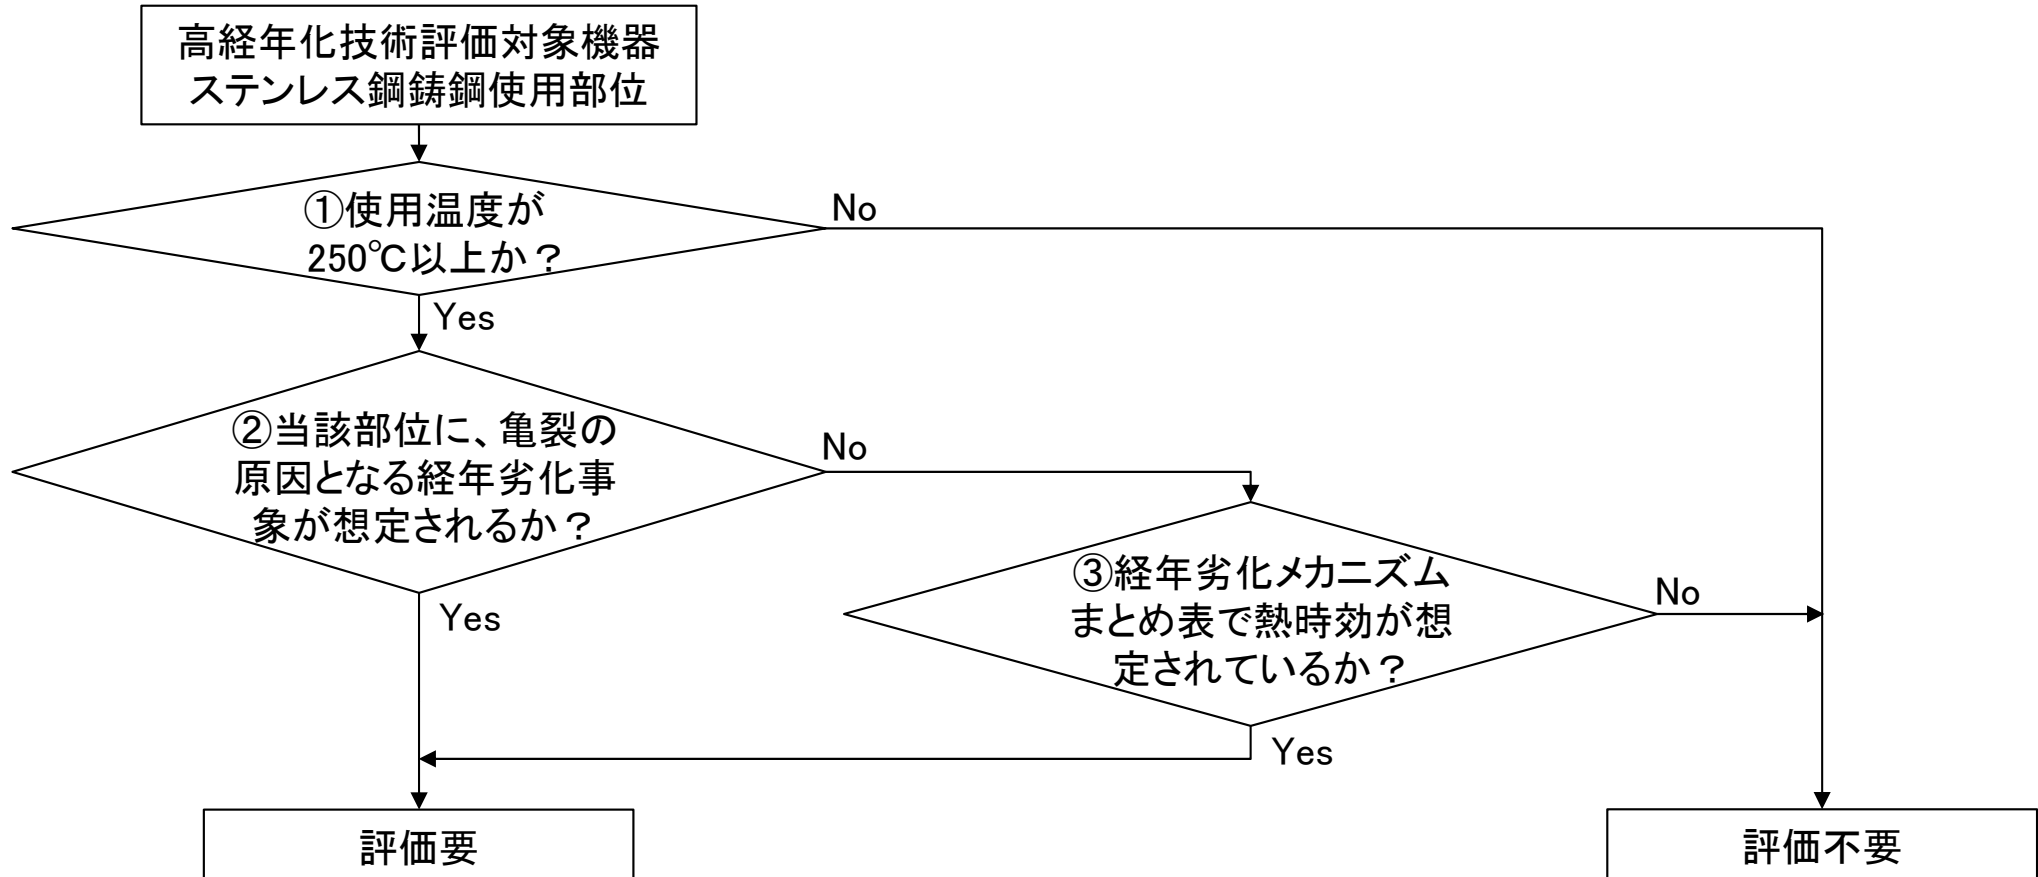 高経年化技術評価対象機器
ステンレス鋼鋳鋼使用部位
①使用温度が
250℃以上か？
No
Yes
②当該部位に、亀裂の
原因となる経年劣化事
象が想定されるか？
No
Yes
③経年劣化メカニズム
まとめ表で熱時効が想
定されているか？
No
Yes
評価要
評価不要